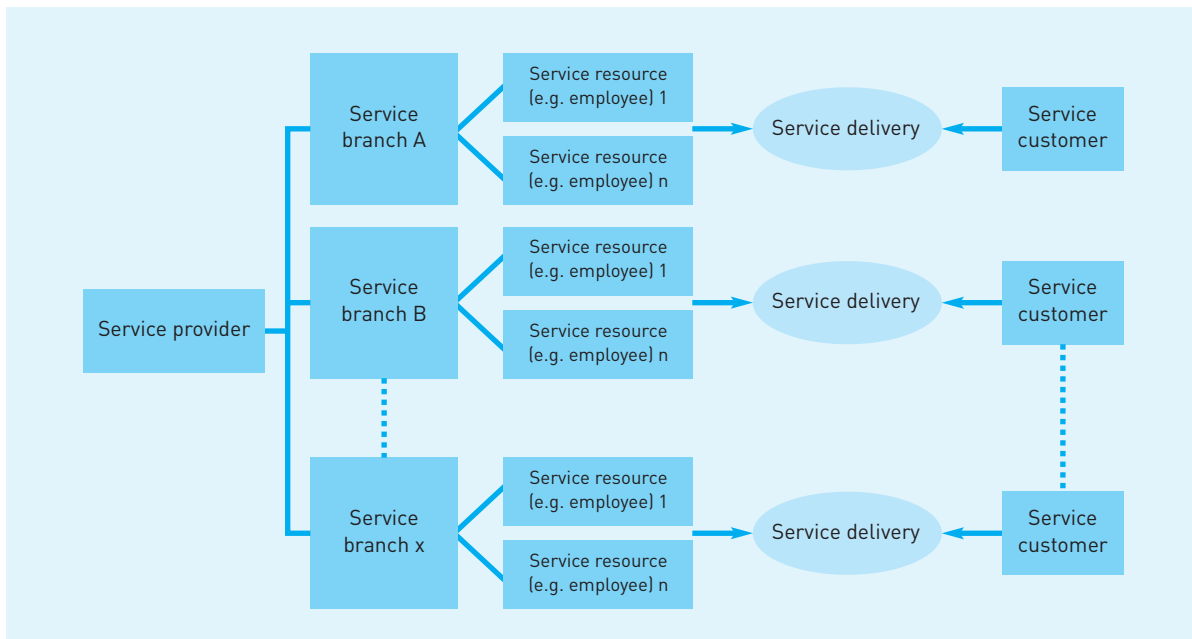 Service provider
Service
branch A
Service resource
(e.g. employee) 1
Service resource
(e.g. employee) n
Service delivery
Service
customer
Service
branch B
Service resource
(e.g. employee) 1
Service resource
(e.g. employee) n
Service delivery
Service
customer
Service
branch x
Service resource
(e.g. employee) 1
Service resource
(e.g. employee) n
Service delivery
Service
customer